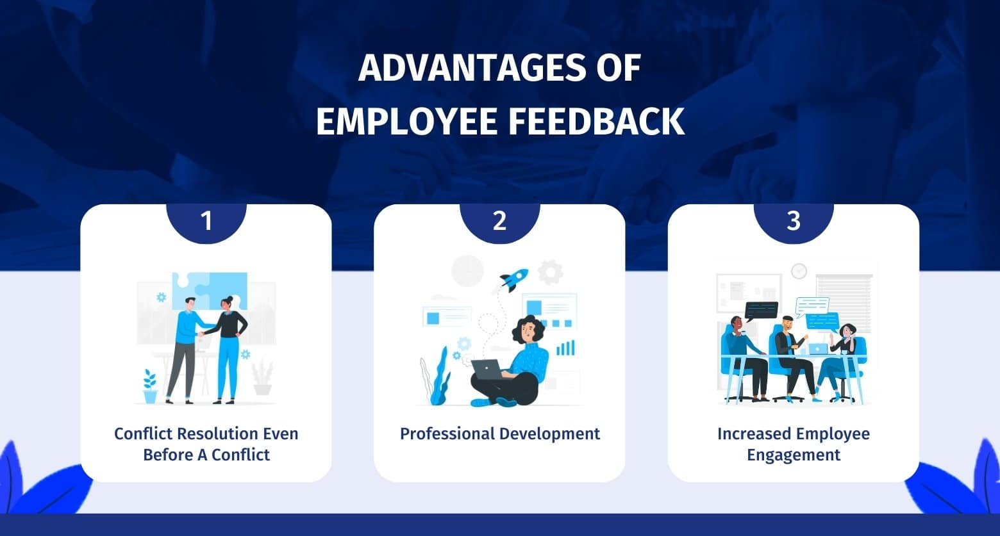 ADVANTAGES OF
EMPLOYEE FEEDBACK
1
Conflict Resolution Even
Before A Conflict
2
Professional Development
3
Increased Employee
Engagement